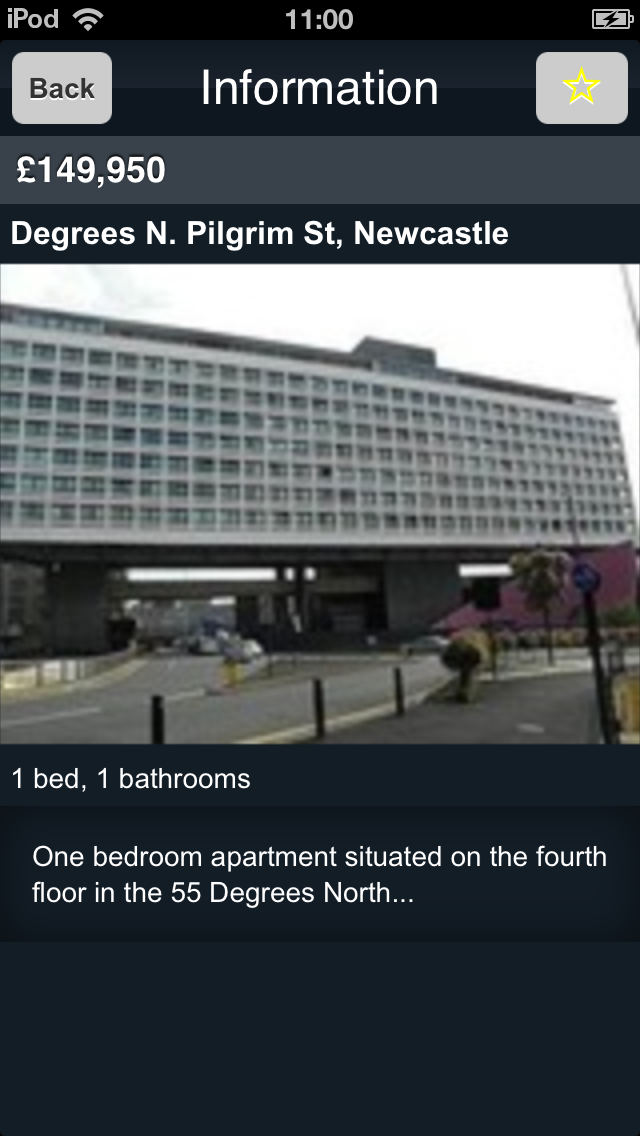 iPod 11:00
Back Information
£149,950
Degrees N. Pilgrim St, Newcastle
1 bed, 1 bathrooms
One bedroom apartment situated on the fourth
floor in the 55 Degrees North...